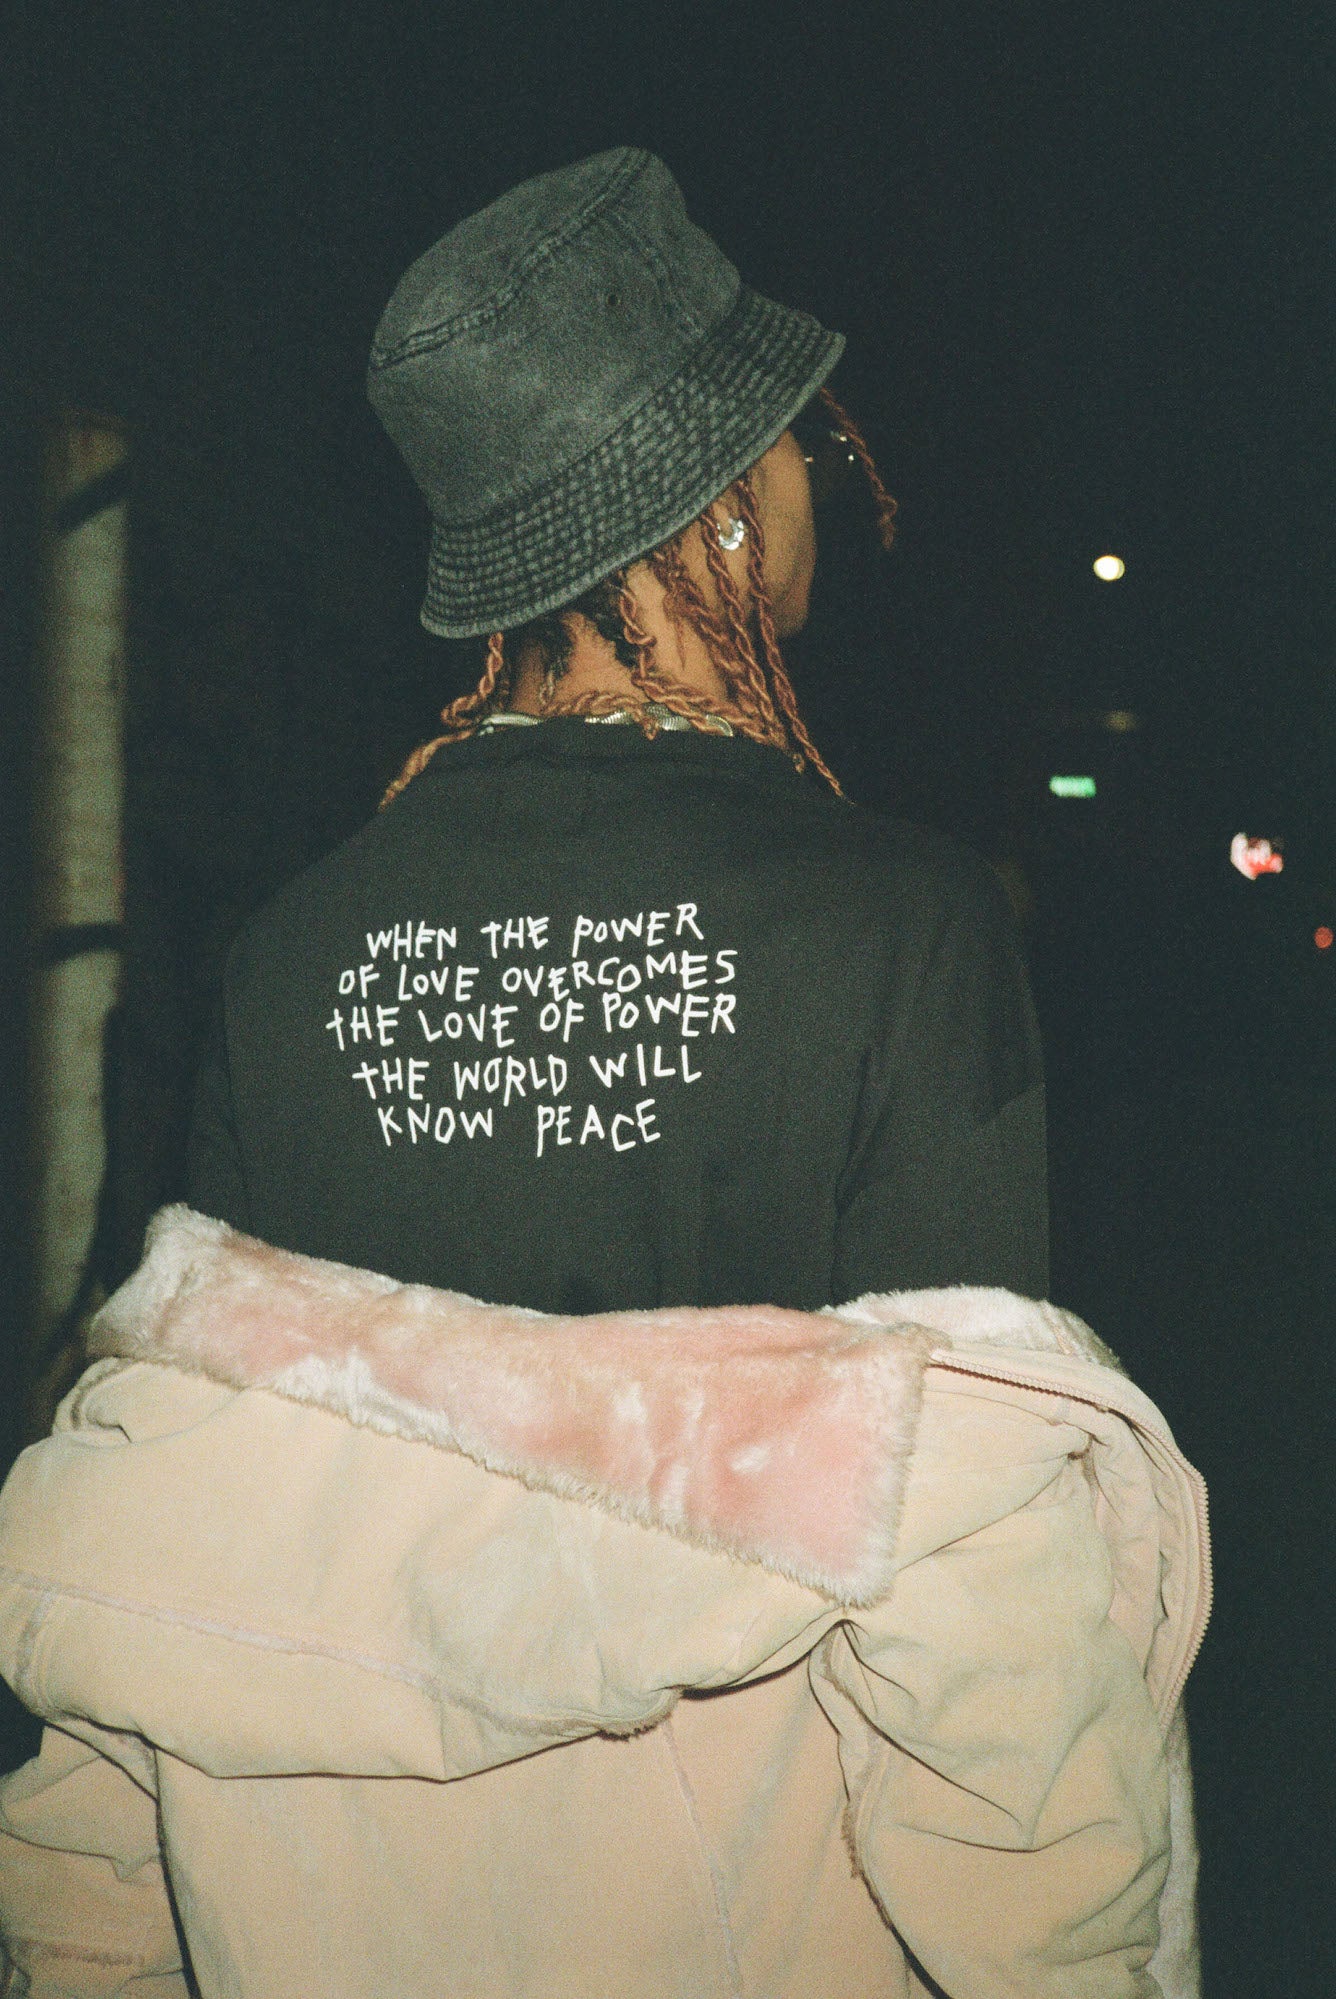 WHEN THE POWER
OF LOVE OVERCOMES
THE LOVE OF POWER
THE WORLD WILL
KNOW PEACE